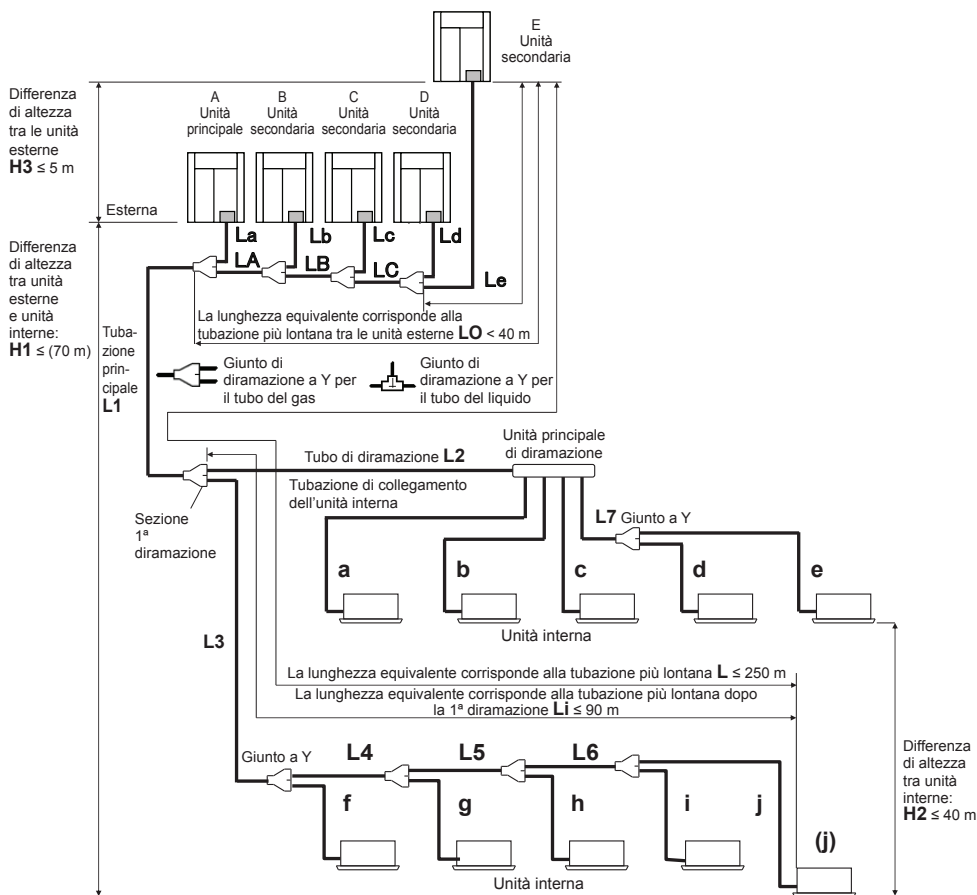 E
Unità
secondaria
Differenza
di altezza
tra le unità
esterne
H3 ≤ 5 m
A
Unità
principale
B
Unità
secondaria
C
Unità
secondaria
D
Unità
secondaria
Esterna
La
Lb
Lc
Ld
LA
LB
LC
Le
Differenza
di altezza
tra unità
esterne
e unità
interne:
H1 ≤ (70 m)
Tuba-
zione
prin-
cipale
L1
La lunghezza equivalente corrisponde alla
tubazione più lontana tra le unità esterne LO < 40 m
Giunto di
diramazione a Y per
il tubo del gas
Giunto di
diramazione a Y per
il tubo del liquido
Tubo di diramazione L2
Unità principale
di diramazione
Tubazione di collegamento
dell'unità interna
Sezione
1ª
diramazione
L7 Giunto a Y
a
b
c
d
e
Unità interna
L3
La lunghezza equivalente corrisponde alla tubazione più lontana L ≤ 250 m
La lunghezza equivalente corrisponde alla tubazione più lontana dopo
la 1ª diramazione Li ≤ 90 m
Giunto a Y
L4
L5
L6
f
g
h
i
j
(j)
Unità interna
Differenza
di altezza
tra unità
interne:
H2 ≤ 40 m